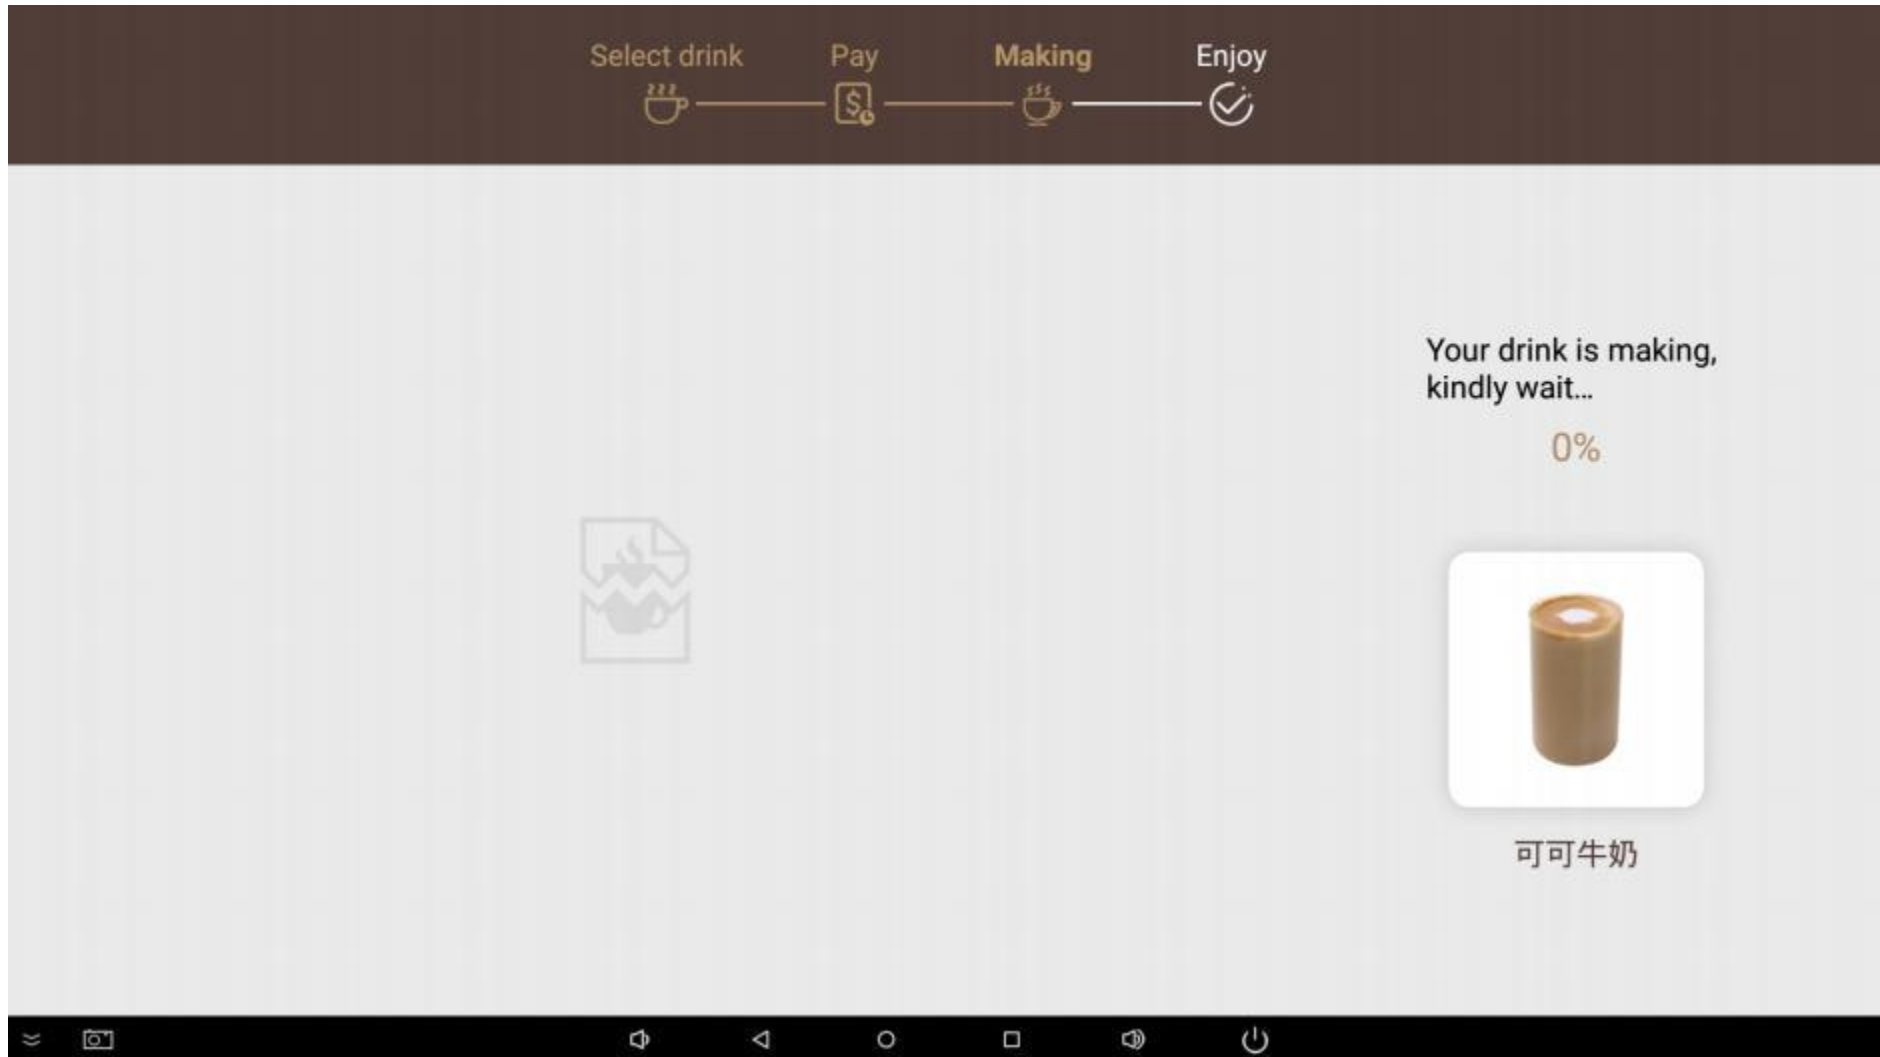 Select drink
Pay
Making
Enjoy
Your drink is making,
kindly wait...
0%
可可牛奶